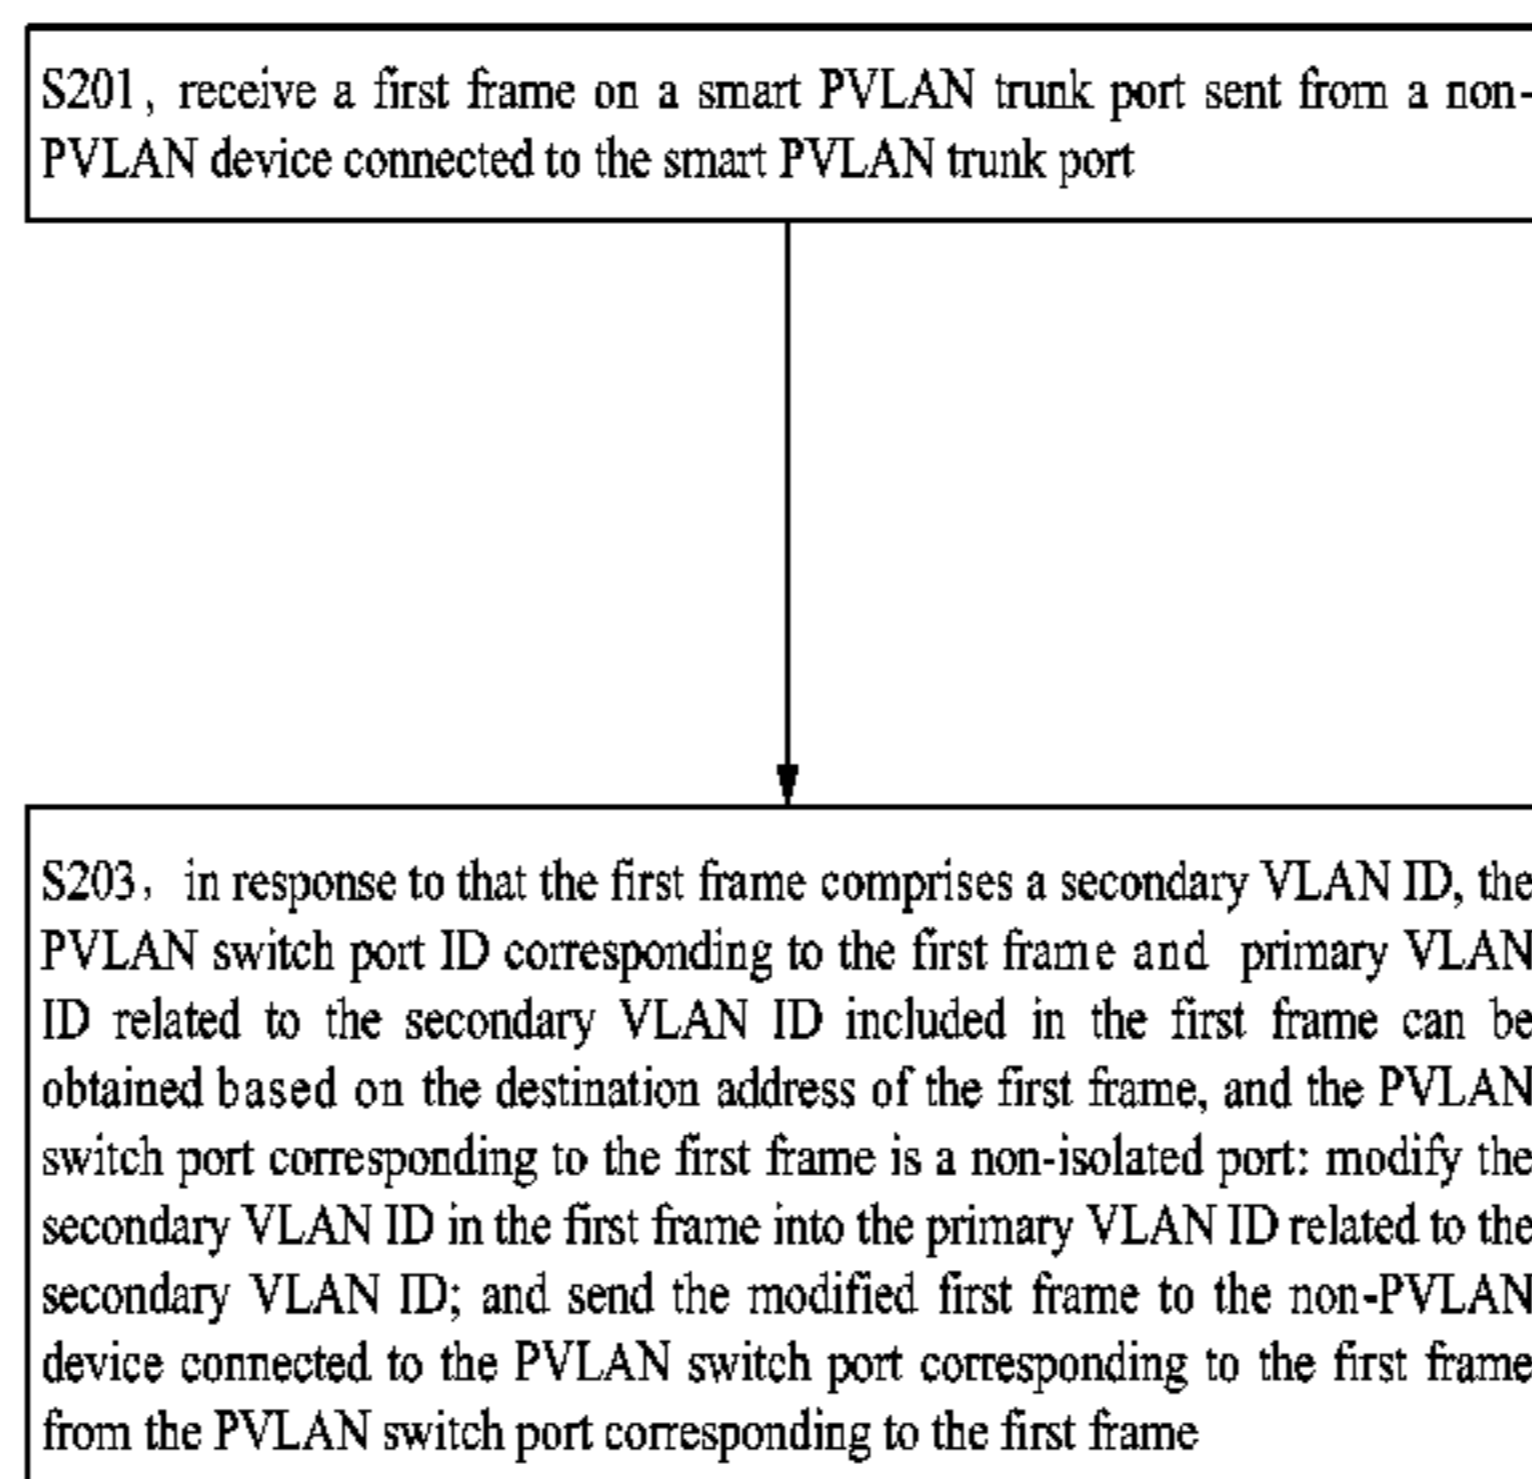 S201, receive a first frame on a smart PVLAN trunk port sent from a non-
PVLAN device connected to the smart PVLAN trunk port
S203, in response to that the first frame comprises a secondary VLAN ID, the
PVLAN switch port ID corresponding to the first frame and primary VLAN
ID related to the secondary VLAN ID included in the first frame can be
obtained based on the destination address of the first frame, and the PVLAN
switch port corresponding to the first frame is a non-isolated port: modify the
secondary VLAN ID in the first frame into the primary VLAN ID related to the
secondary VLAN ID; and send the modified first frame to the non-PVLAN
device connected to the PVLAN switch port corresponding to the first frame
from the PVLAN switch port corresponding to the first frame